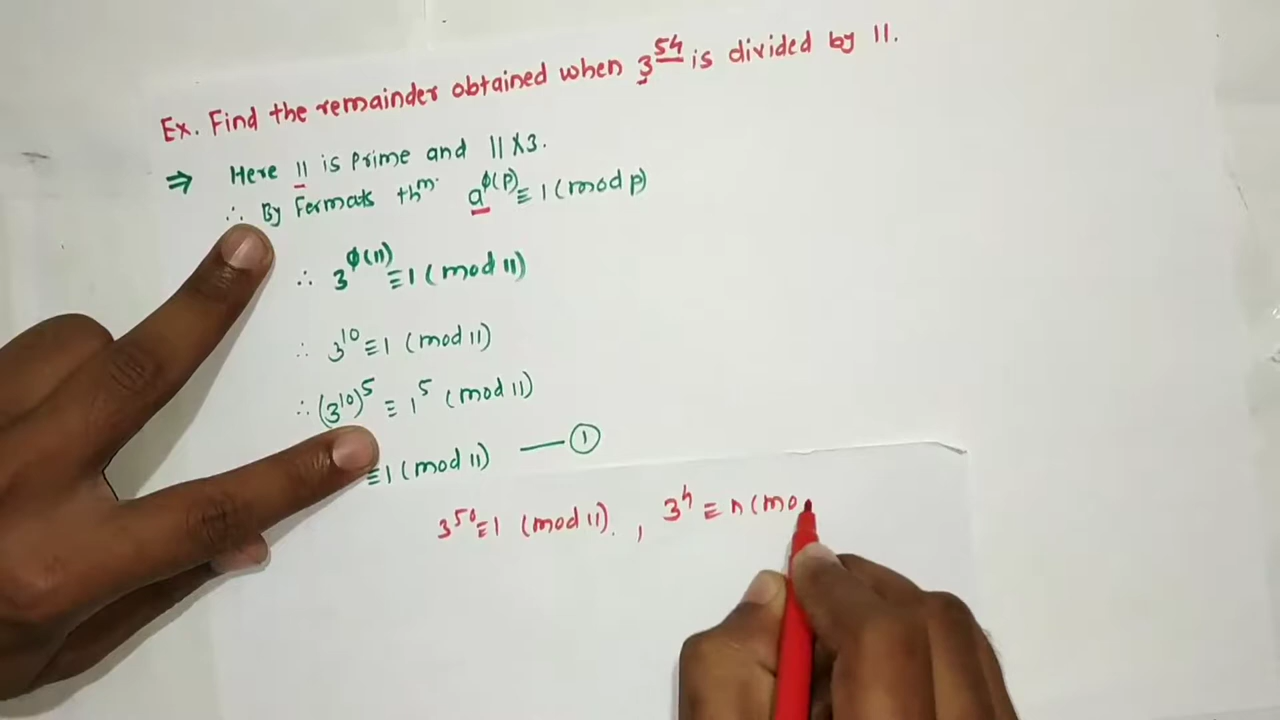 Ex. Find the remainder obtained when 3^54 is divided by 11.
⇒ Here 11 is prime and 11∤3.
∴ By Fermats thm. a^ϕ(p) ≡ 1 (mod p)
∴ 3^ϕ(11) ≡ 1 (mod 11)
∴ 3^10 ≡ 1 (mod 11)
∴ (3^10)^5 ≡ 1^5 (mod 11)
≡ 1 (mod 11) — ①
3^50 ≡ 1 (mod 11). , 3^4 ≡ n (mo